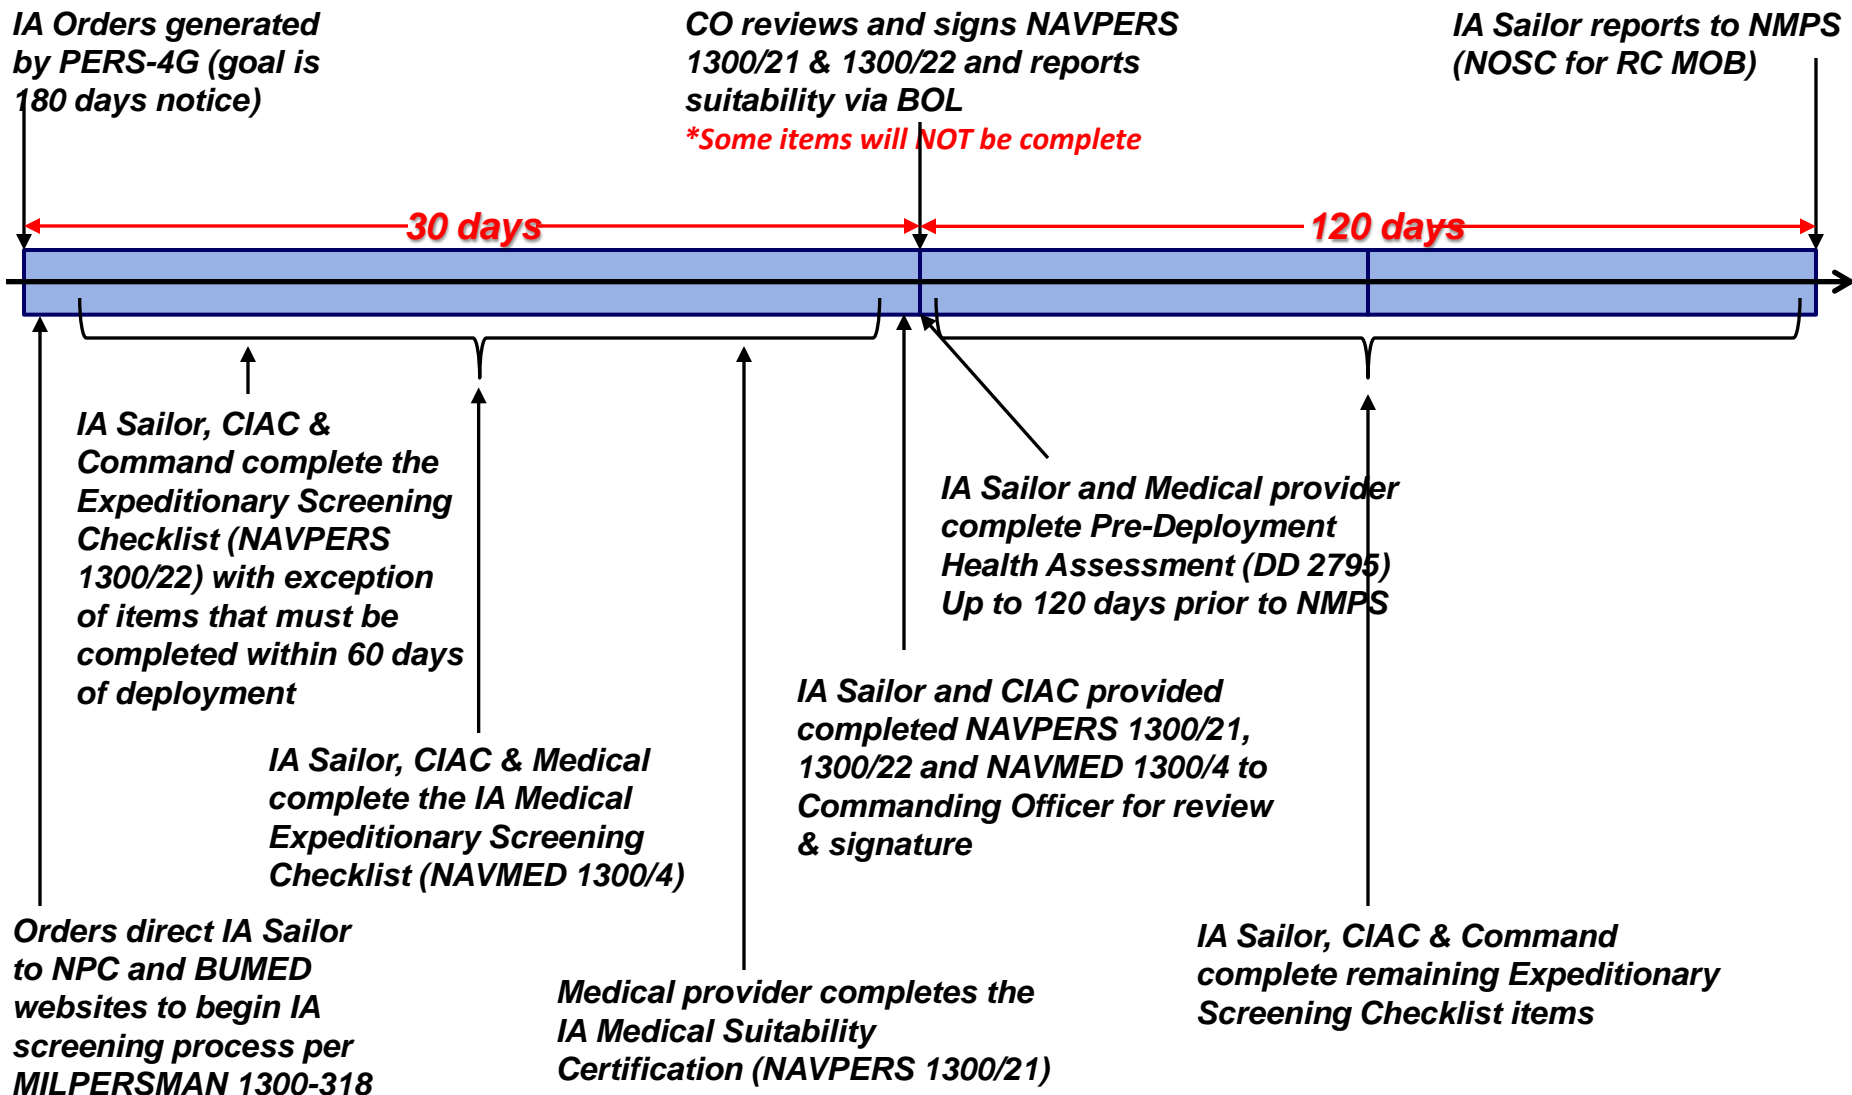 IA Orders generated
by PERS-4G (goal is
180 days notice)
CO reviews and signs NAVPERS
1300/21 & 1300/22 and reports
suitability via BOL
*Some items will NOT be complete
IA Sailor reports to NMPS
(NOSC for RC MOB)
30 days
120 days
IA Sailor, CIAC &
Command complete the
Expeditionary Screening
Checklist (NAVPERS
1300/22) with exception
of items that must be
completed within 60 days
of deployment
IA Sailor and Medical provider
complete Pre-Deployment
Health Assessment (DD 2795)
Up to 120 days prior to NMPS
IA Sailor and CIAC provided
completed NAVPERS 1300/21,
1300/22 and NAVMED 1300/4 to
Commanding Officer for review
& signature
IA Sailor, CIAC & Medical
complete the IA Medical
Expeditionary Screening
Checklist (NAVMED 1300/4)
Orders direct IA Sailor
to NPC and BUMED
websites to begin IA
screening process per
MILPERSMAN 1300-318
Medical provider completes the
IA Medical Suitability
Certification (NAVPERS 1300/21)
IA Sailor, CIAC & Command
complete remaining Expeditionary
Screening Checklist items